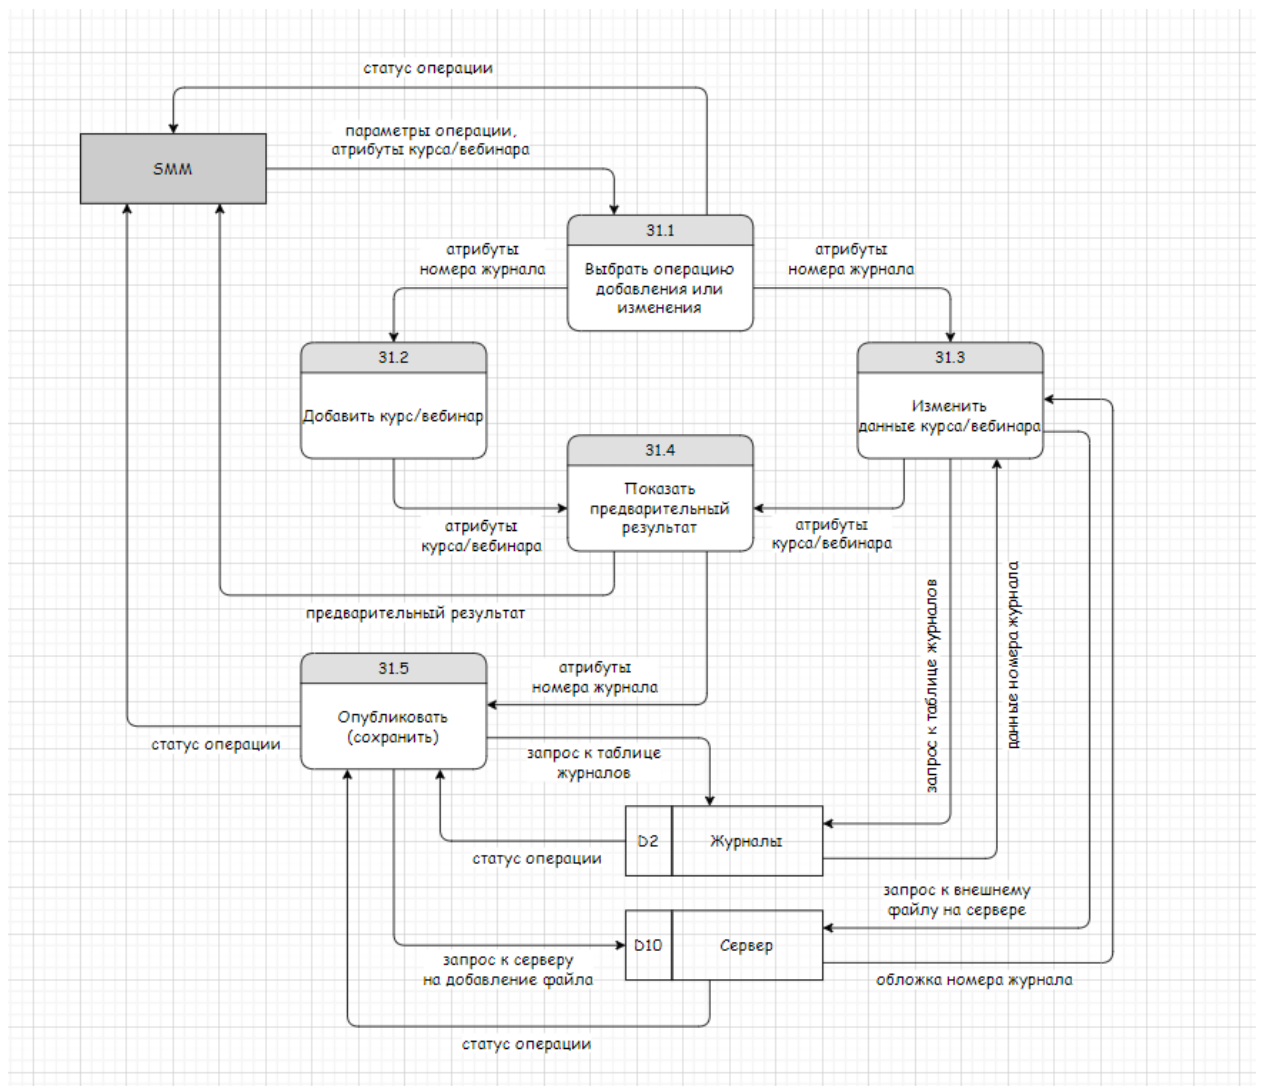 статус операции
параметры операции,
атрибуты курса/вебинара
SMM
31.1
Выбрать операцию
добавления или
изменения
атрибуты
номера журнала
атрибуты
номера журнала
31.2
Добавить курс/вебинар
31.3
Изменить
данные курса/вебинара
31.4
Показать
предварительный
результат
атрибуты
курса/вебинара
атрибуты
курса/вебинара
предварительный результат
запрос к таблице журналов
данные номера журнала
31.5
Опубликовать
(сохранить)
атрибуты
номера журнала
статус операции
запрос к таблице
журналов
D2
Журналы
статус операции
запрос к внешнему
файлу на сервере
D10
Сервер
запрос к серверу
на добавление файла
обложка номера журнала
статус операции